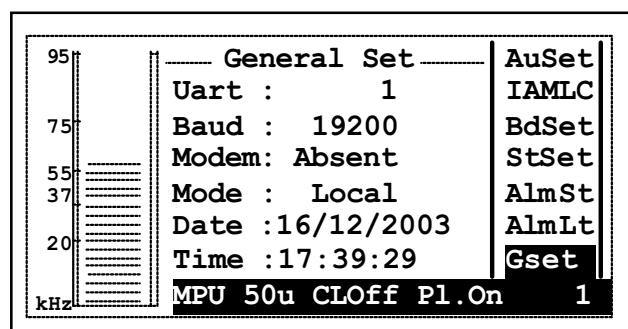 95
75
55
37
20
kHz
General Set
Uart : 1
Baud : 19200
Modem: Absent
Mode : Local
Date :16/12/2003
Time :17:39:29
AuSet
IAMLC
BdSet
StSet
AlmSt
AlmLt
Gset
MPU 50u CLOff Pl.On 1